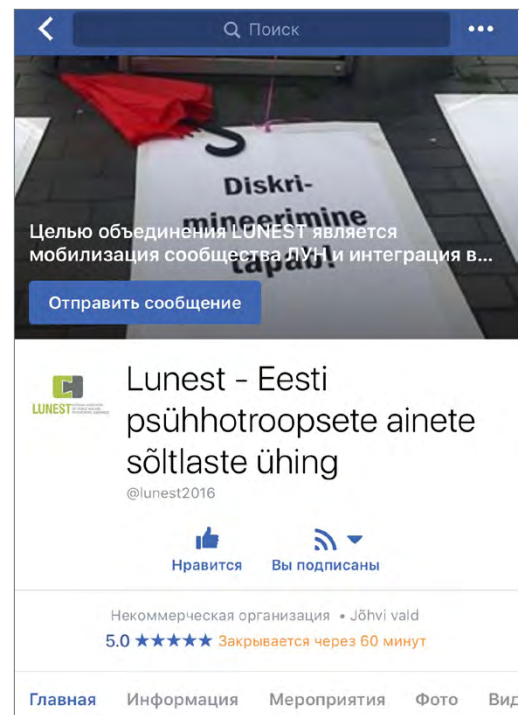 Поиск
Diskri-
mineerimine
tapab!
Целью объединения LUNEST является
мобилизация сообщества ЛУН и интеграция в...
Отправить сообщение
LUNEST
Lunest - Eesti
psühhotroopsete ainete
sõltlaste ühing
@lunest2016
Нравится Вы подписаны
Некоммерческая организация • Jõhvi vald
5.0 ★★★★★ Закрывается через 60 минут
Главная Информация Мероприятия Фото Вид